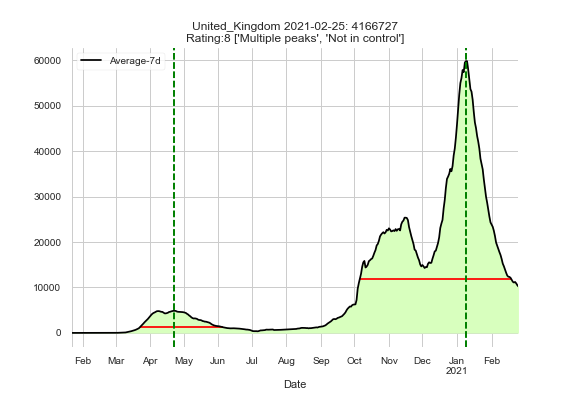 United_Kingdom 2021-02-25: 4166727
Rating:8 ['Multiple peaks', 'Not in control']
Average-7d
60000
50000
40000
30000
20000
10000
0
Feb Mar Apr May Jun Jul Aug Sep Oct Nov Dec Jan Feb
2021
Date